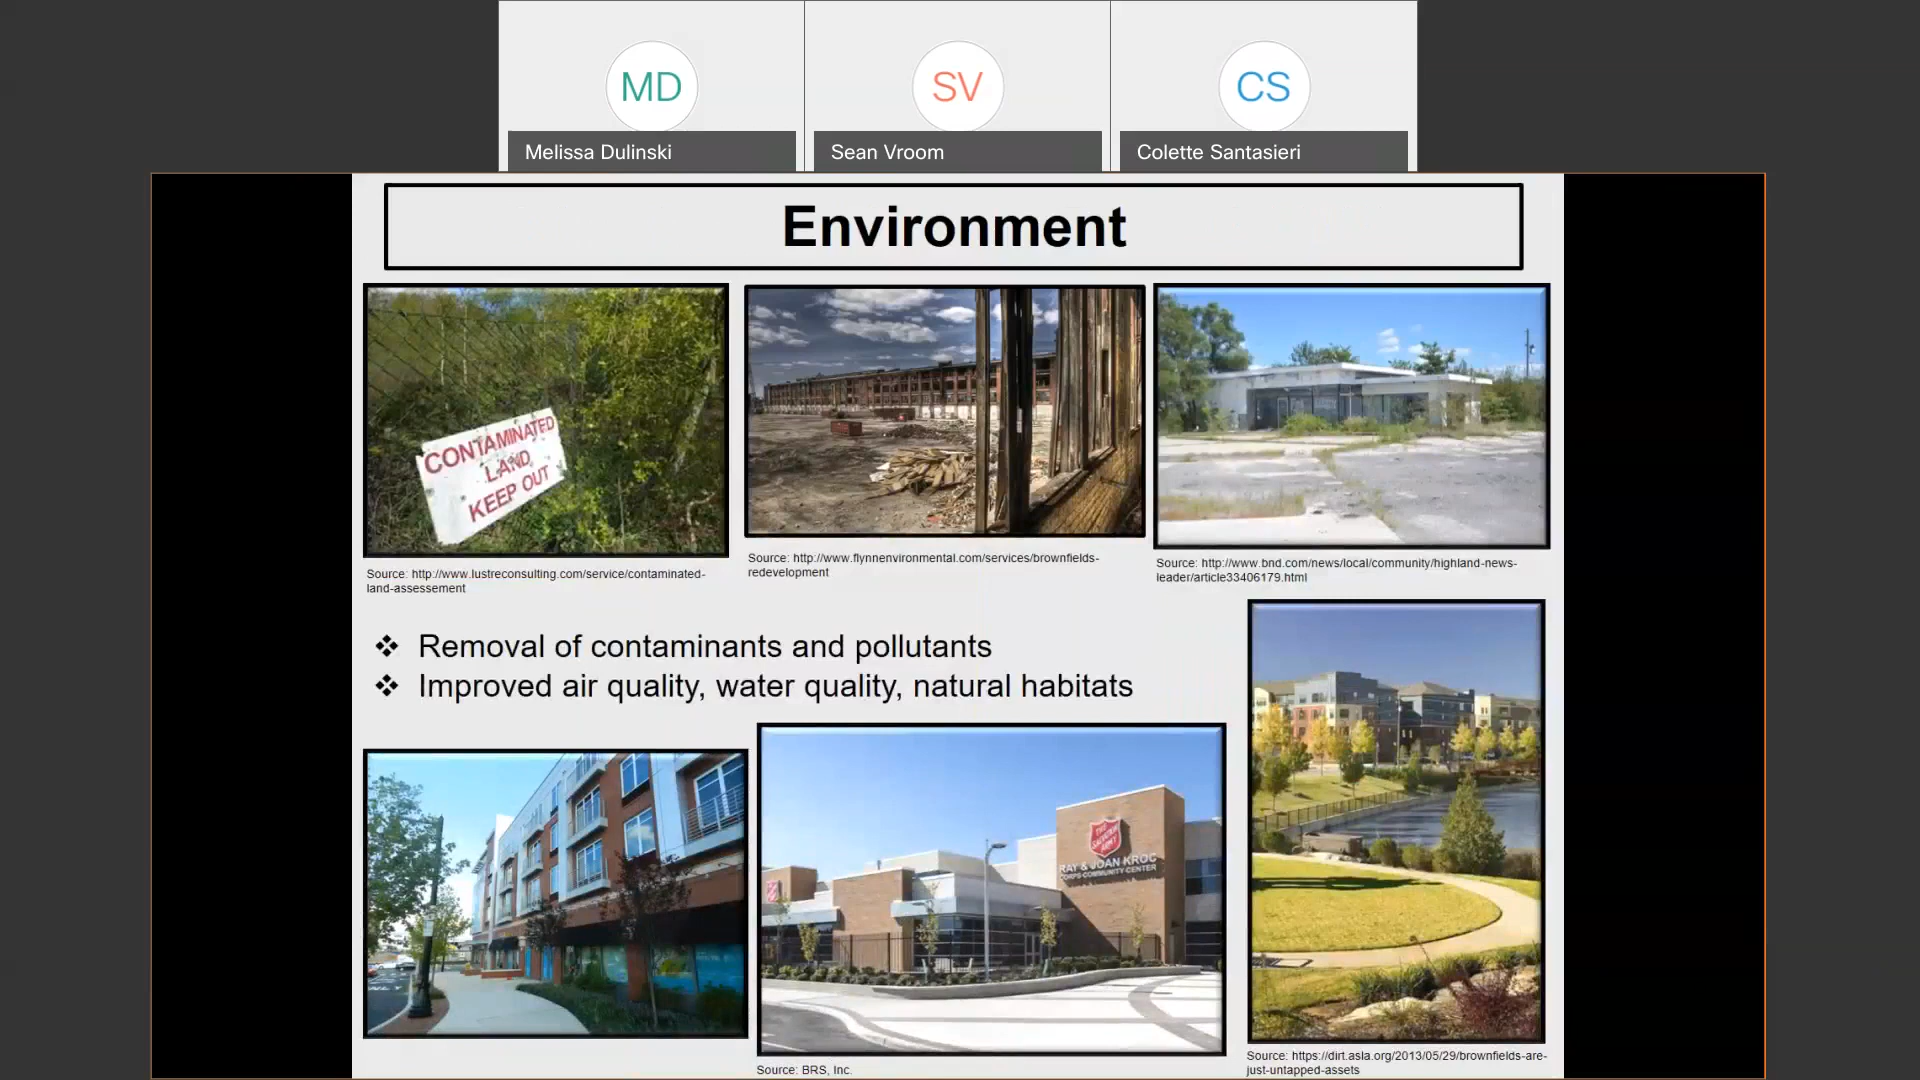 MD
SV
CS
Melissa Dulinski
Sean Vroom
Colette Santasieri
Environment
CONTAMINATED
LAND
KEEP OUT
Source: http://www.lustreconsulting.com/service/contaminated-
land-assessement
Source: http://www.flynnenvironmental.com/services/brownfields-
redevelopment
Source: http://www.bnd.com/news/local/community/highland-news-
leader/article33406179.html
❖ Removal of contaminants and pollutants
❖ Improved air quality, water quality, natural habitats
THE
SALVATION
ARMY
RAY & JOAN KROC
CORPS COMMUNITY CENTER
Source: BRS, Inc.
Source: https://dirt.asla.org/2013/05/29/brownfields-are-
just-untapped-assets